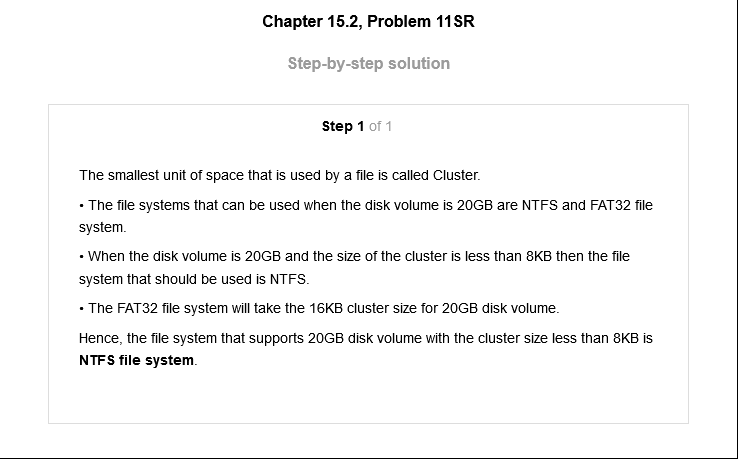 Chapter 15.2, Problem 11SR
Step-by-step solution
Step 1 of 1
The smallest unit of space that is used by a file is called Cluster.
• The file systems that can be used when the disk volume is 20GB are NTFS and FAT32 file
system.
• When the disk volume is 20GB and the size of the cluster is less than 8KB then the file
system that should be used is NTFS.
• The FAT32 file system will take the 16KB cluster size for 20GB disk volume.
Hence, the file system that supports 20GB disk volume with the cluster size less than 8KB is
NTFS file system.